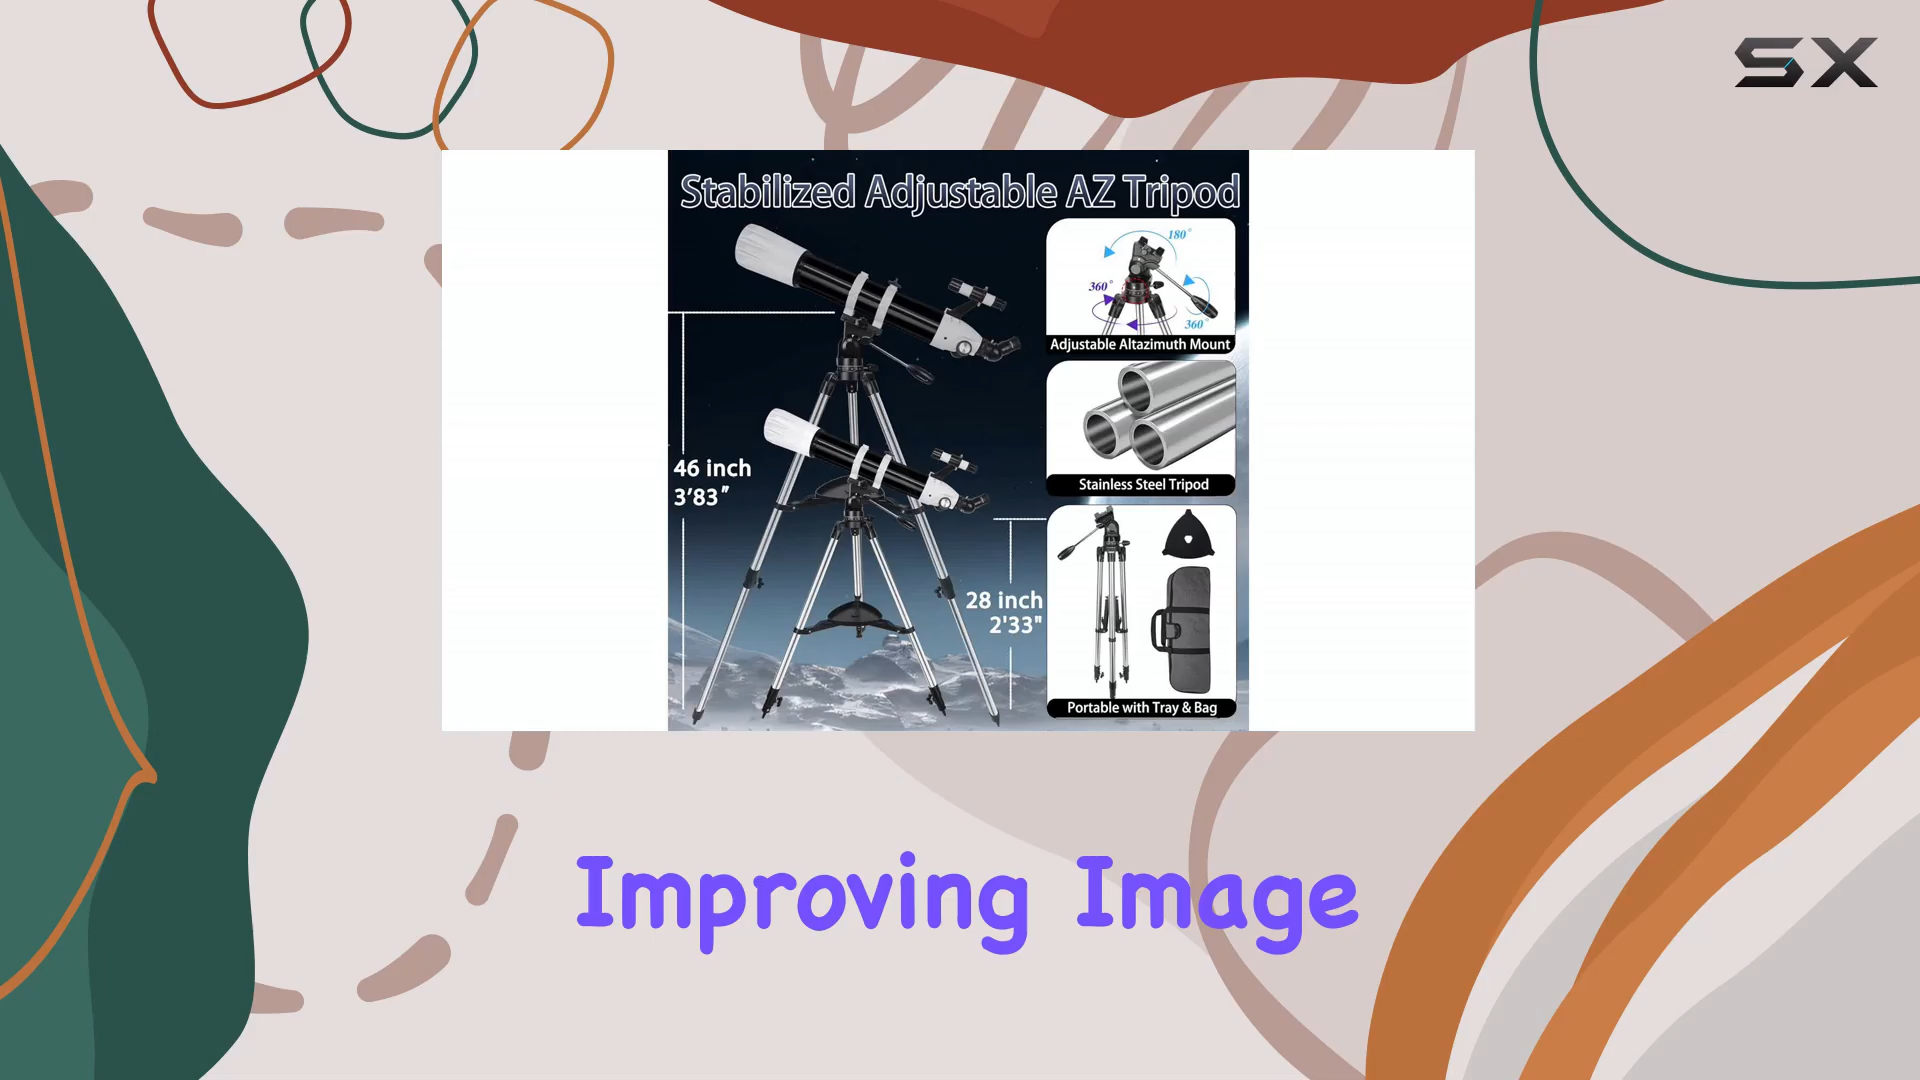 SX
Stabilized Adjustable AZ Tripod
180°
360°
360°
Adjustable Altazimuth Mount
46 inch
3'83"
Stainless Steel Tripod
28 inch
2'33"
Portable with Tray & Bag
Improving Image